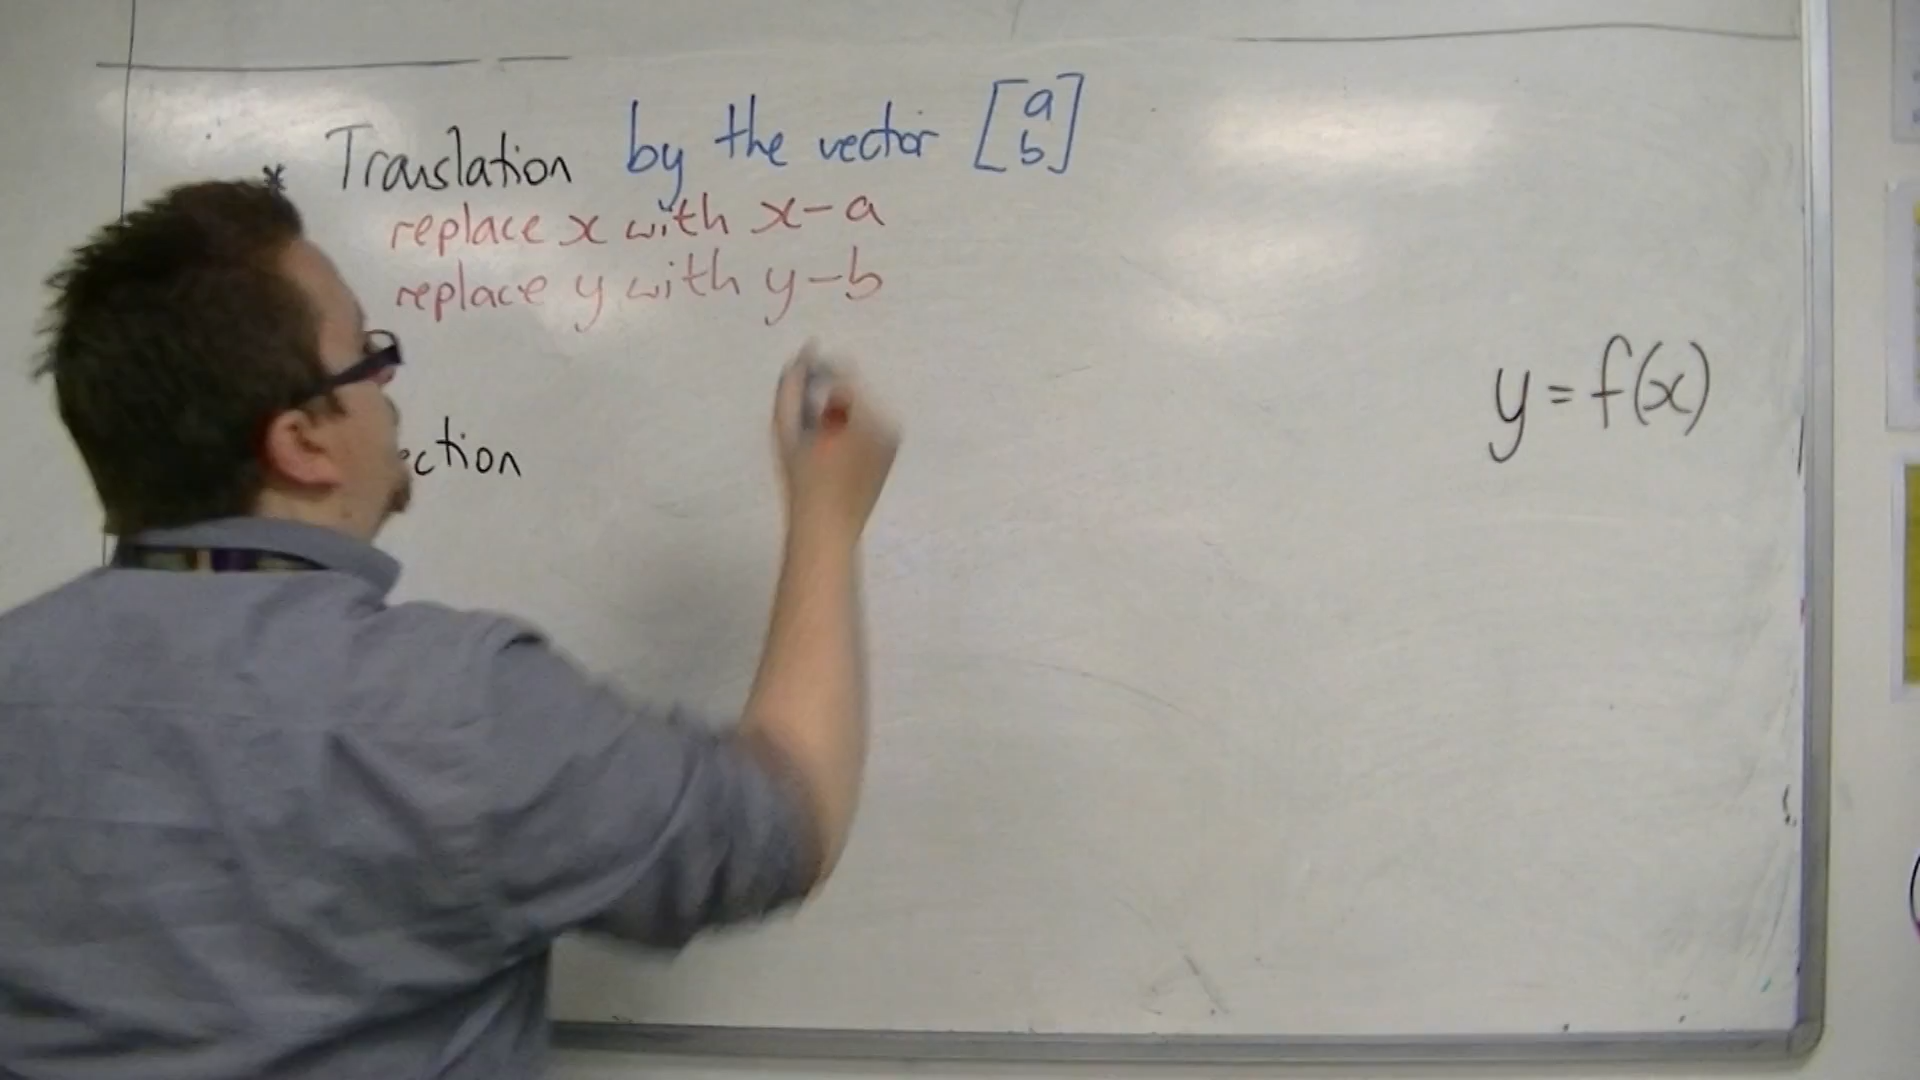 * Translation by the vector [a b]
replace x with x-a
replace y with y-b
y = f(x)
ction